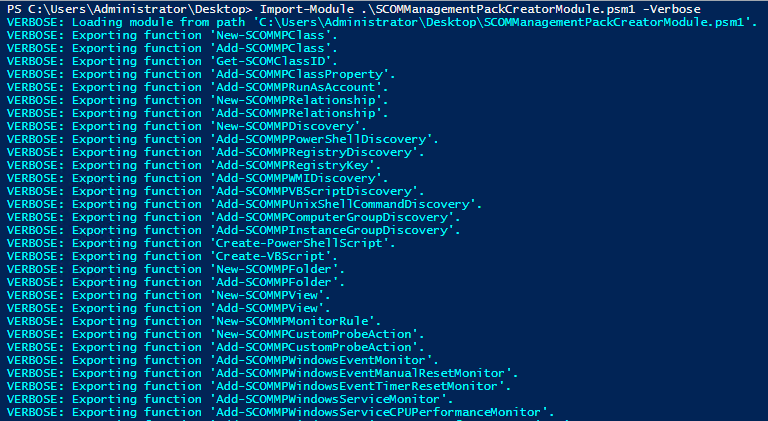 PS C:\Users\Administrator\Desktop> Import-Module .\SCOMManagementPackCreatorModule.psm1 -Verbose
VERBOSE: Loading module from path 'C:\Users\Administrator\Desktop\SCOMManagementPackCreatorModule.psm1'.
VERBOSE: Exporting function 'New-SCOMMPClass'.
VERBOSE: Exporting function 'Add-SCOMMPClass'.
VERBOSE: Exporting function 'Get-SCOMClassID'.
VERBOSE: Exporting function 'Add-SCOMMPClassProperty'.
VERBOSE: Exporting function 'Add-SCOMMPRunAsAccount'.
VERBOSE: Exporting function 'New-SCOMMPRelationship'.
VERBOSE: Exporting function 'Add-SCOMMPRelationship'.
VERBOSE: Exporting function 'New-SCOMMPDiscovery'.
VERBOSE: Exporting function 'Add-SCOMMPPowerShellDiscovery'.
VERBOSE: Exporting function 'Add-SCOMMPRegistryDiscovery'.
VERBOSE: Exporting function 'Add-SCOMMPRegistryKey'.
VERBOSE: Exporting function 'Add-SCOMMPWMIDiscovery'.
VERBOSE: Exporting function 'Add-SCOMMPVBScriptDiscovery'.
VERBOSE: Exporting function 'Add-SCOMMPUnixShellCommandDiscovery'.
VERBOSE: Exporting function 'Add-SCOMMPComputerGroupDiscovery'.
VERBOSE: Exporting function 'Add-SCOMMPInstanceGroupDiscovery'.
VERBOSE: Exporting function 'Create-PowerShellScript'.
VERBOSE: Exporting function 'Create-VBScript'.
VERBOSE: Exporting function 'New-SCOMMPFolder'.
VERBOSE: Exporting function 'Add-SCOMMPFolder'.
VERBOSE: Exporting function 'New-SCOMMPView'.
VERBOSE: Exporting function 'Add-SCOMMPView'.
VERBOSE: Exporting function 'New-SCOMMPMonitorRule'.
VERBOSE: Exporting function 'New-SCOMMPCustomProbeAction'.
VERBOSE: Exporting function 'Add-SCOMMPCustomProbeAction'.
VERBOSE: Exporting function 'Add-SCOMMPWindowsEventMonitor'.
VERBOSE: Exporting function 'Add-SCOMMPWindowsEventManualResetMonitor'.
VERBOSE: Exporting function 'Add-SCOMMPWindowsEventTimerResetMonitor'.
VERBOSE: Exporting function 'Add-SCOMMPWindowsServiceMonitor'.
VERBOSE: Exporting function 'Add-SCOMMPWindowsServiceCPUPerformanceMonitor'.